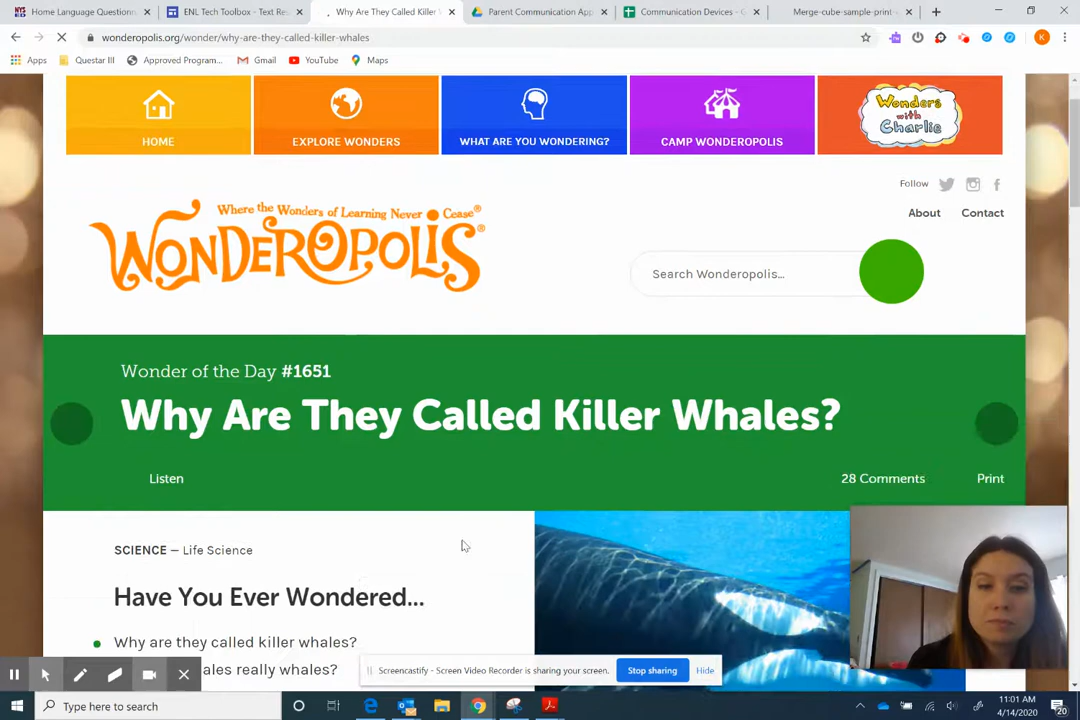 Home Language Questionn
ENL Tech Toolbox - Text Re
Why Are They Called Killer
Parent Communication App
Communication Devices - G
Merge-cube-sample-print-
wonderopolis.org/wonder/why-are-they-called-killer-whales
K
Apps
Questar III
Approved Program...
Gmail
YouTube
Maps
HOME
EXPLORE WONDERS
WHAT ARE YOU WONDERING?
CAMP WONDEROPOLIS
Wonders
with
Charlie
Follow
About
Contact
Where the Wonders of Learning Never Cease®
WONDEROPOLIS®
Search Wonderopolis...
Wonder of the Day #1651
Why Are They Called Killer Whales?
Listen
28 Comments
Print
SCIENCE — Life Science
Have You Ever Wondered...
Why are they called killer whales?
ales really whales?
Screencastify - Screen Video Recorder is sharing your screen.
Stop sharing
Hide
Type here to search
11:01 AM
4/14/2020
20